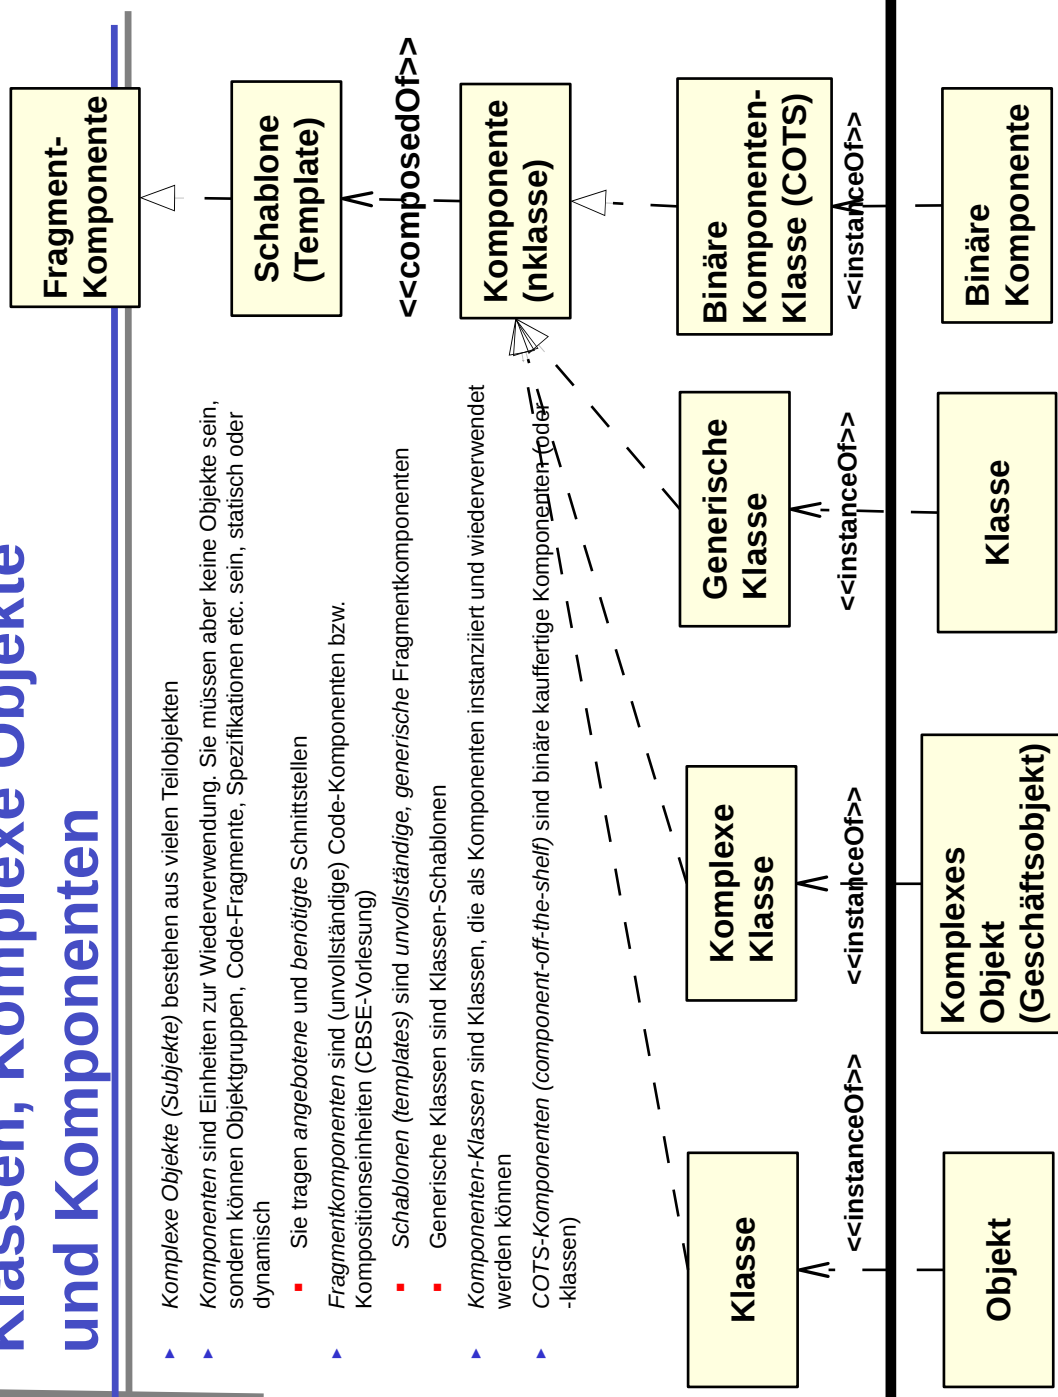 Klassen, Komplexe Objekte
und Komponenten
Komplexe Objekte (Subjekte) bestehen aus vielen Teilobjekten
Komponenten sind Einheiten zur Wiederverwendung. Sie müssen aber keine Objekte sein,
sondern können Objektgruppen, Code-Fragmente, Spezifikationen etc. sein, statisch oder
dynamisch
Sie tragen angebotene und benötigte Schnittstellen
Fragmentkomponenten sind (unvollständige) Code-Komponenten bzw.
Kompositionseinheiten (CBSE-Vorlesung)
Schablonen (templates) sind unvollständige, generische Fragmentkomponenten
Generische Klassen sind Klassen-Schablonen
Komponenten-Klassen sind Klassen, die als Komponenten instanziiert und wiederverwendet
werden können
COTS-Komponenten (component-off-the-shelf) sind binäre kauffertige Komponenten (oder
-klassen)
Fragment-
Komponente
Schablone
(Template)
<<composedOf>>
Komponente
(nklasse)
Klasse
Komplexe
Klasse
Generische
Klasse
Binäre
Komponenten-
Klasse (COTS)
<<instanceOf>>
<<instanceOf>>
<<instanceOf>>
<<instanceOf>>
Objekt
Komplexes
Objekt
(Geschäftsobjekt)
Klasse
Binäre
Komponente